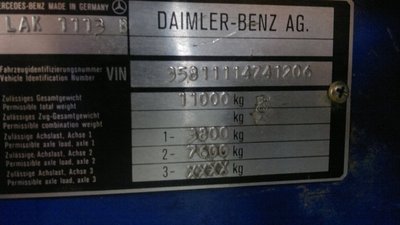 MERCEDES-BENZ MADE IN GERMANY
LAK 1113 B
DAIMLER-BENZ AG.
Fahrzeugidentifizierungsnummer
Vehicle Identification Number
VIN
35811114741206
Zulässiges Gesamtgewicht
Permissible total weight
11000 kg
Zulässiges Zug-Gesamtgewicht
Permissible combination weight
kg
Zulässige Achslast, Achse 1
Permissible axle load, axle 1
1- 3800 kg
Zulässige Achslast, Achse 2
Permissible axle load, axle 2
2- 7600 kg
Zulässige Achslast, Achse 3
Permissible axle load, axle 3
3- XXXX kg